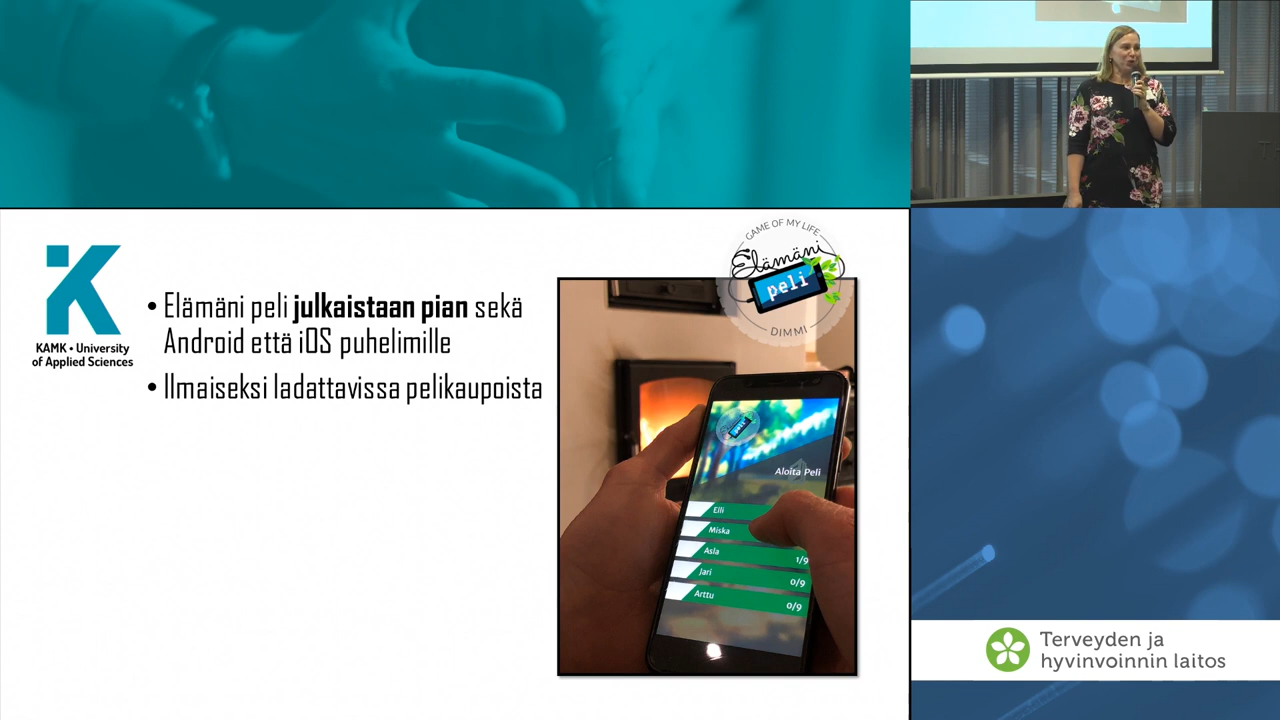 KAMK • University
of Applied Sciences
• Elämäni peli julkaistaan pian sekä
Android että iOS puhelimille
• Ilmaiseksi ladattavissa pelikaupoista
GAME OF MY LIFE
Elämäni
peli
DIMMI
peli
Aloita Peli
Elli
Miska
Asla
1/9
Jari
0/9
Arttu
0/9
Terveyden ja
hyvinvoinnin laitos